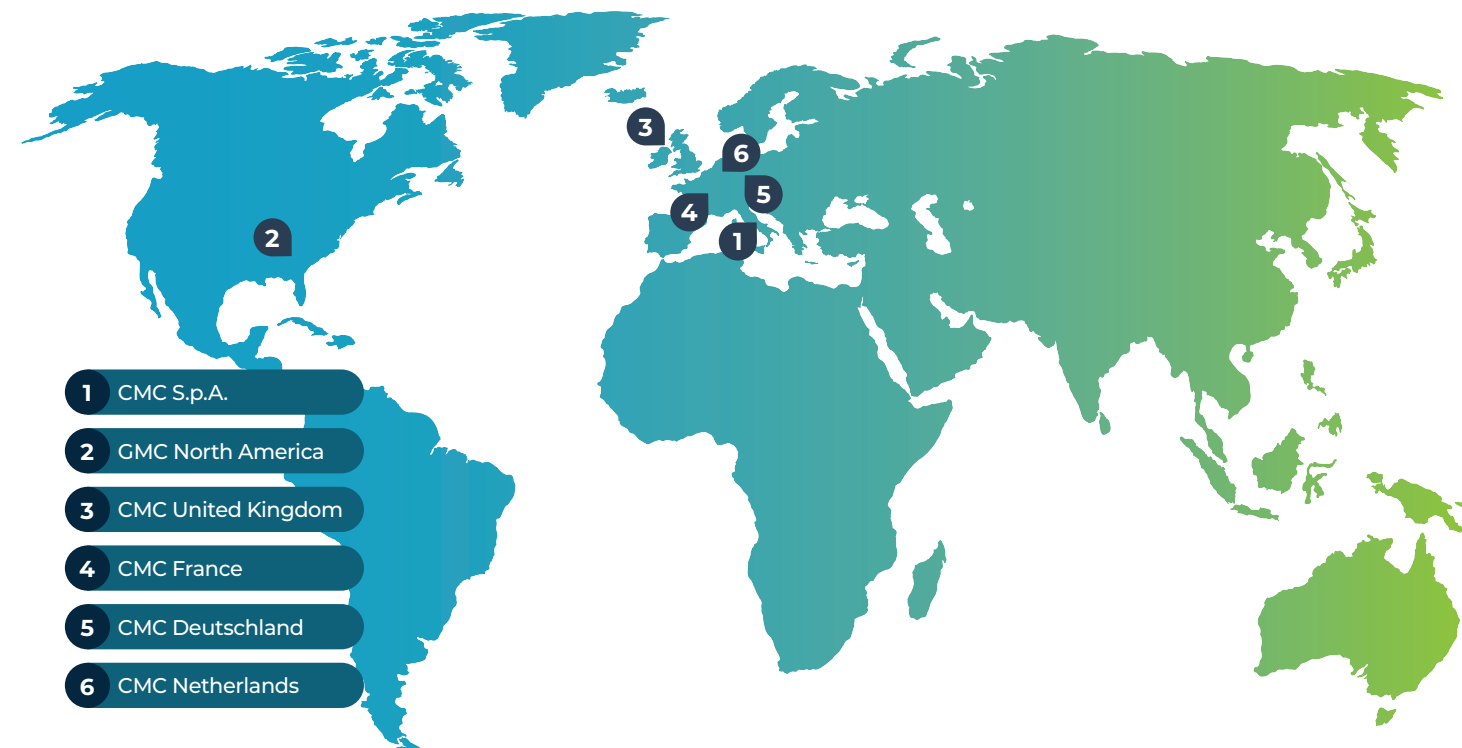 3
6
5
4
2
1
1 CMC S.p.A.
2 GMC North America
3 CMC United Kingdom
4 CMC France
5 CMC Deutschland
6 CMC Netherlands